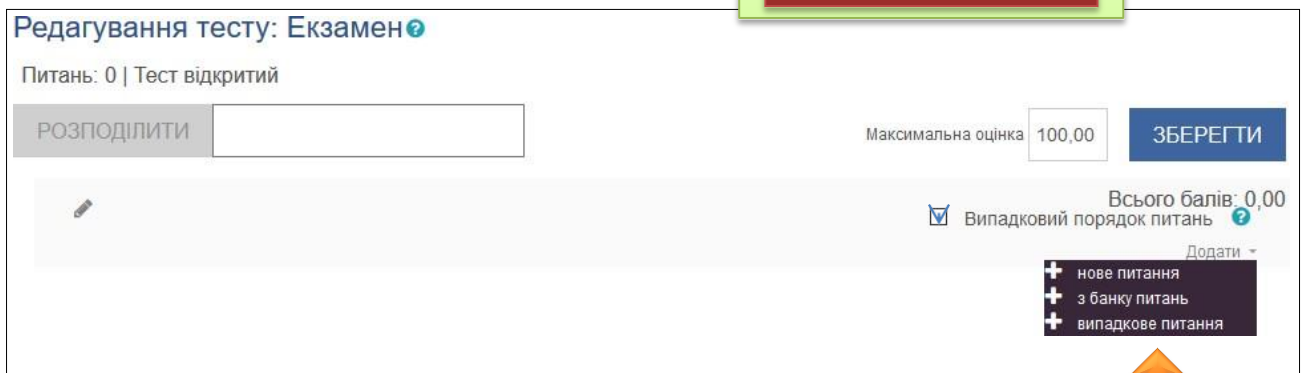 Редагування тесту: Екзамен
Питань: 0 | Тест відкритий
РОЗПОДІЛИТИ
Максимальна оцінка 100,00 ЗБЕРЕГТИ
Всього балів: 0,00
Випадковий порядок питань
Додати
нове питання
з банку питань
випадкове питання